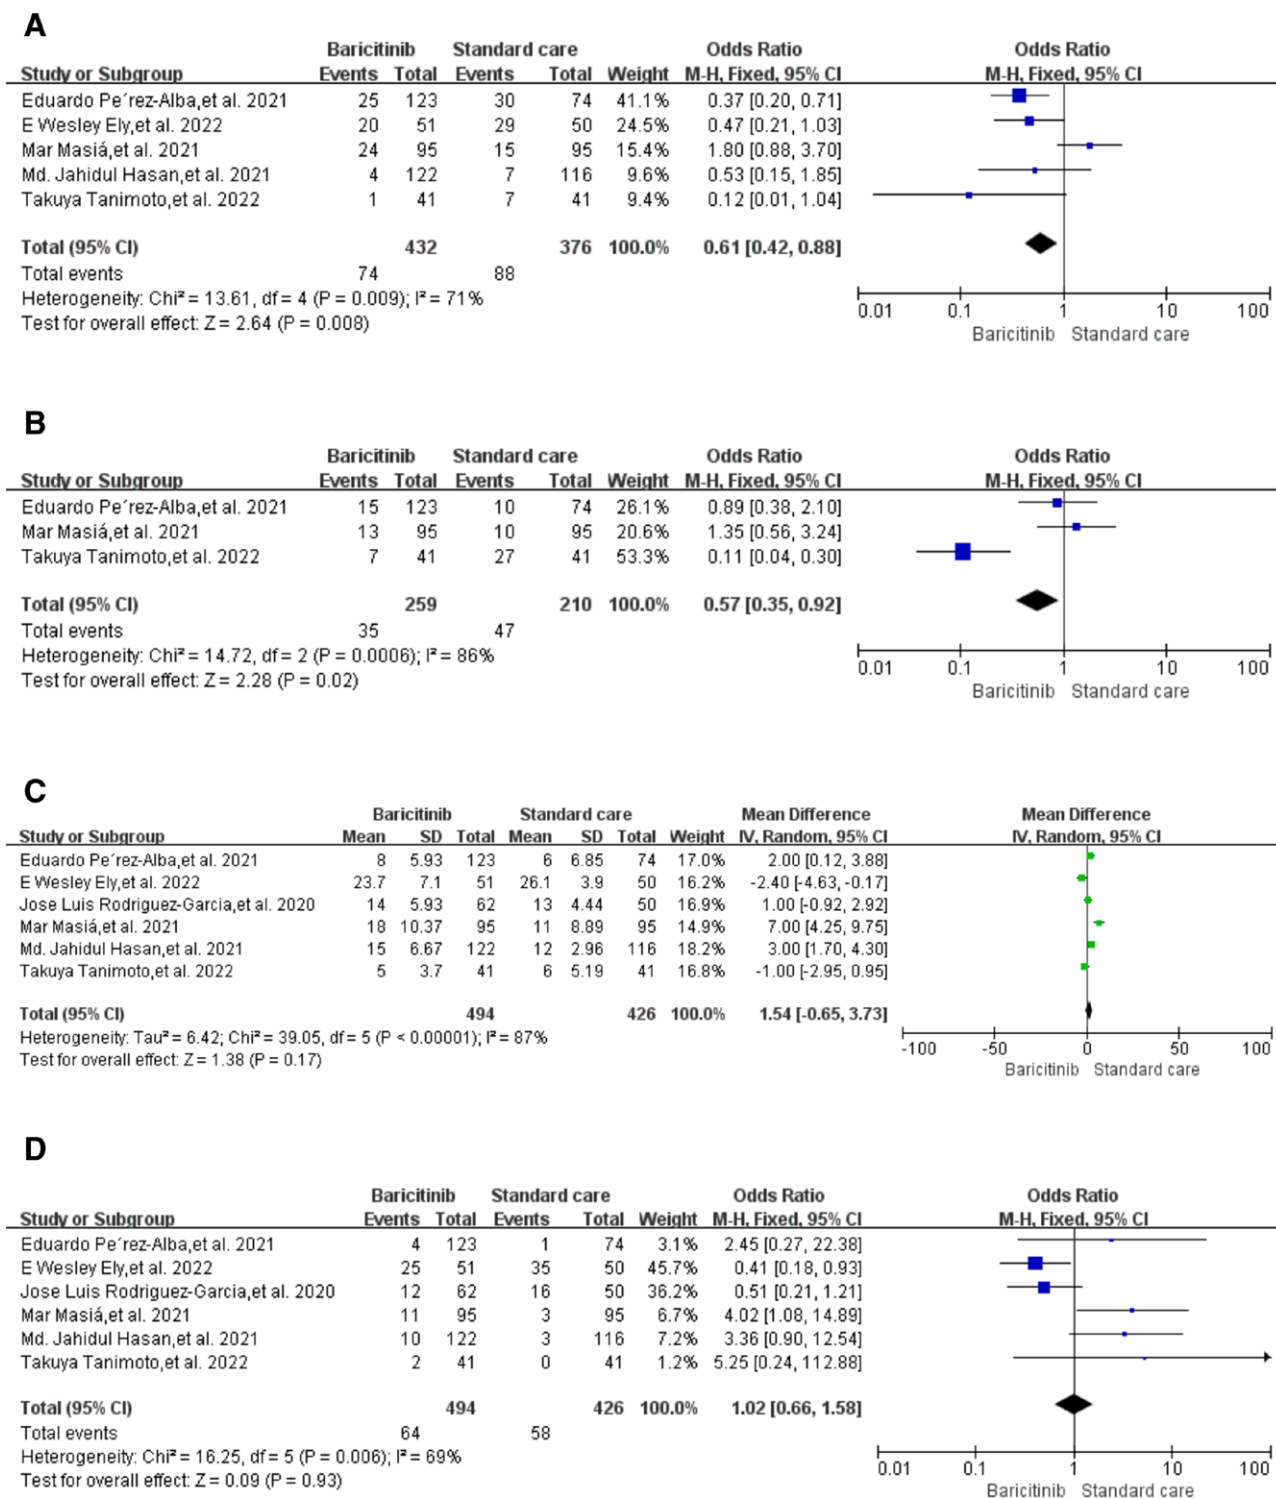 A
Baricitinib Standard care Odds Ratio Odds Ratio
Study or Subgroup Events Total Events Total Weight M-H, Fixed, 95% CI M-H, Fixed, 95% CI
Eduardo Pe´rez-Alba,et al. 2021 25 123 30 74 41.1% 0.37 [0.20, 0.71]
E Wesley Ely,et al. 2022 20 51 29 50 24.5% 0.47 [0.21, 1.03]
Mar Masiá,et al. 2021 24 95 15 95 15.4% 1.80 [0.88, 3.70]
Md. Jahidul Hasan,et al. 2021 4 122 7 116 9.6% 0.53 [0.15, 1.85]
Takuya Tanimoto,et al. 2022 1 41 7 41 9.4% 0.12 [0.01, 1.04]
Total (95% CI) 432 376 100.0% 0.61 [0.42, 0.88]
Total events 74 88
Heterogeneity: Chi² = 13.61, df = 4 (P = 0.009); I² = 71%
Test for overall effect: Z = 2.64 (P = 0.008)
0.01 0.1 1 10 100
Baricitinib Standard care
B
Baricitinib Standard care Odds Ratio Odds Ratio
Study or Subgroup Events Total Events Total Weight M-H, Fixed, 95% CI M-H, Fixed, 95% CI
Eduardo Pe´rez-Alba,et al. 2021 15 123 10 74 26.1% 0.89 [0.38, 2.10]
Mar Masiá,et al. 2021 13 95 10 95 20.6% 1.35 [0.56, 3.24]
Takuya Tanimoto,et al. 2022 7 41 27 41 53.3% 0.11 [0.04, 0.30]
Total (95% CI) 259 210 100.0% 0.57 [0.35, 0.92]
Total events 35 47
Heterogeneity: Chi² = 14.72, df = 2 (P = 0.0006); I² = 86%
Test for overall effect: Z = 2.28 (P = 0.02)
0.01 0.1 1 10 100
Baricitinib Standard care
C
Baricitinib Standard care Mean Difference Mean Difference
Study or Subgroup Mean SD Total Mean SD Total Weight IV, Random, 95% CI IV, Random, 95% CI
Eduardo Pe´rez-Alba,et al. 2021 8 5.93 123 6 6.85 74 17.0% 2.00 [0.12, 3.88]
E Wesley Ely,et al. 2022 23.7 7.1 51 26.1 3.9 50 16.2% -2.40 [-4.63, -0.17]
Jose Luis Rodriguez-Garcia,et al. 2020 14 5.93 62 13 4.44 50 16.9% 1.00 [-0.92, 2.92]
Mar Masiá,et al. 2021 18 10.37 95 11 8.89 95 14.9% 7.00 [4.25, 9.75]
Md. Jahidul Hasan,et al. 2021 15 6.67 122 12 2.96 116 18.2% 3.00 [1.70, 4.30]
Takuya Tanimoto,et al. 2022 5 3.7 41 6 5.19 41 16.8% -1.00 [-2.95, 0.95]
Total (95% CI) 494 426 100.0% 1.54 [-0.65, 3.73]
Heterogeneity: Tau² = 6.42; Chi² = 39.05, df = 5 (P < 0.00001); I² = 87%
Test for overall effect: Z = 1.38 (P = 0.17)
-100 -50 0 50 100
Baricitinib Standard care
D
Baricitinib Standard care Odds Ratio Odds Ratio
Study or Subgroup Events Total Events Total Weight M-H, Fixed, 95% CI M-H, Fixed, 95% CI
Eduardo Pe´rez-Alba,et al. 2021 4 123 1 74 3.1% 2.45 [0.27, 22.38]
E Wesley Ely,et al. 2022 25 51 35 50 45.7% 0.41 [0.18, 0.93]
Jose Luis Rodriguez-Garcia,et al. 2020 12 62 16 50 36.2% 0.51 [0.21, 1.21]
Mar Masiá,et al. 2021 11 95 3 95 6.7% 4.02 [1.08, 14.89]
Md. Jahidul Hasan,et al. 2021 10 122 3 116 7.2% 3.36 [0.90, 12.54]
Takuya Tanimoto,et al. 2022 2 41 0 41 1.2% 5.25 [0.24, 112.88]
Total (95% CI) 494 426 100.0% 1.02 [0.66, 1.58]
Total events 64 58
Heterogeneity: Chi² = 16.25, df = 5 (P = 0.006); I² = 69%
Test for overall effect: Z = 0.09 (P = 0.93)
0.01 0.1 1 10 100
Baricitinib Standard care